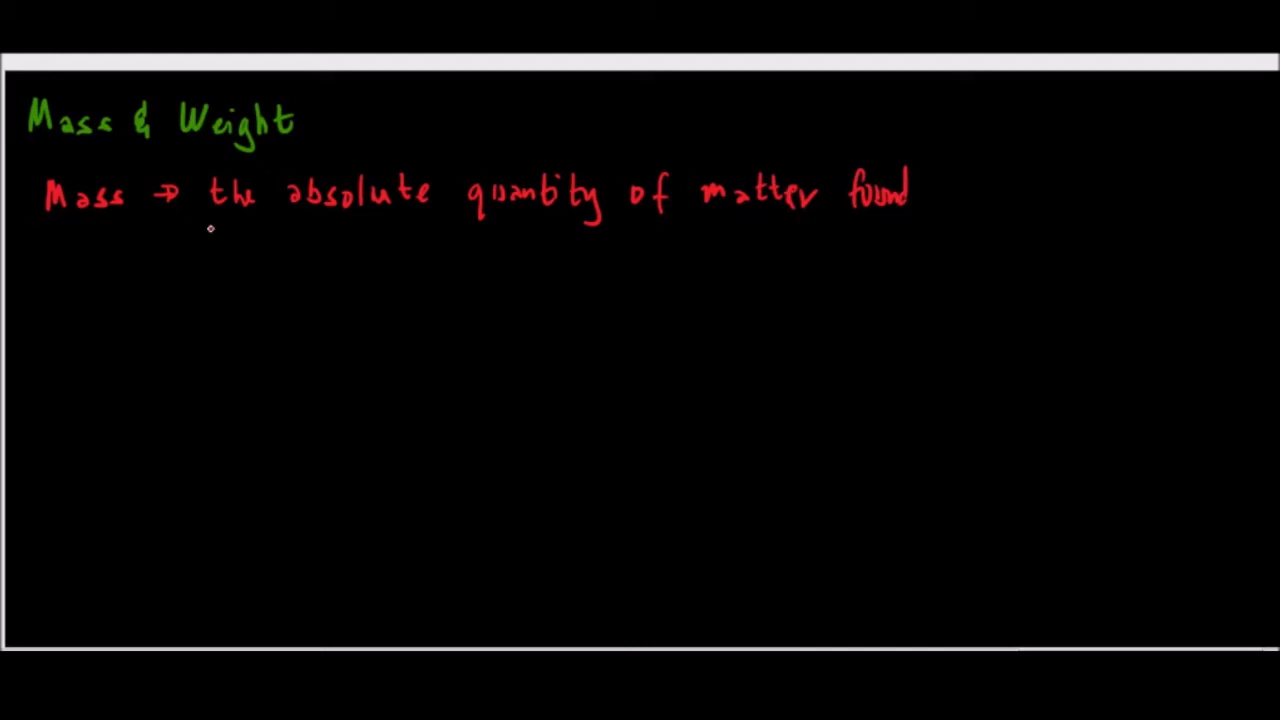 Mass & Weight
Mass → the absolute quantity of matter found